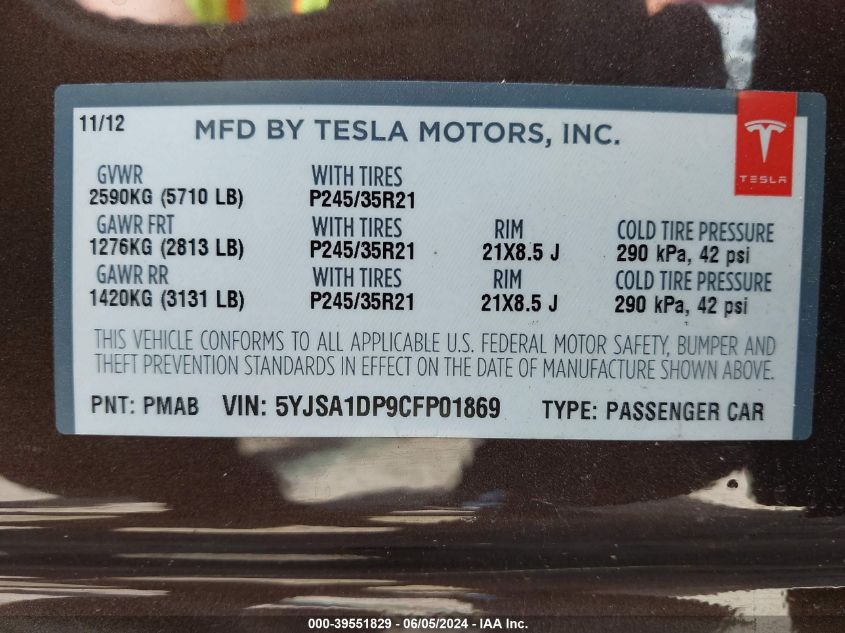 11/12
MFD BY TESLA MOTORS, INC.
TESLA
GVWR WITH TIRES
2590KG (5710 LB) P245/35R21
GAWR FRT WITH TIRES RIM COLD TIRE PRESSURE
1276KG (2813 LB) P245/35R21 21X8.5 J 290 kPa, 42 psi
GAWR RR WITH TIRES RIM COLD TIRE PRESSURE
1420KG (3131 LB) P245/35R21 21X8.5 J 290 kPa, 42 psi
THIS VEHICLE CONFORMS TO ALL APPLICABLE U.S. FEDERAL MOTOR SAFETY, BUMPER AND
THEFT PREVENTION STANDARDS IN EFFECT ON THE DATE OF MANUFACTURE SHOWN ABOVE.
PNT: PMAB VIN: 5YJSA1DP9CFP01869 TYPE: PASSENGER CAR
000-39551829 - 06/05/2024 - IAA Inc.